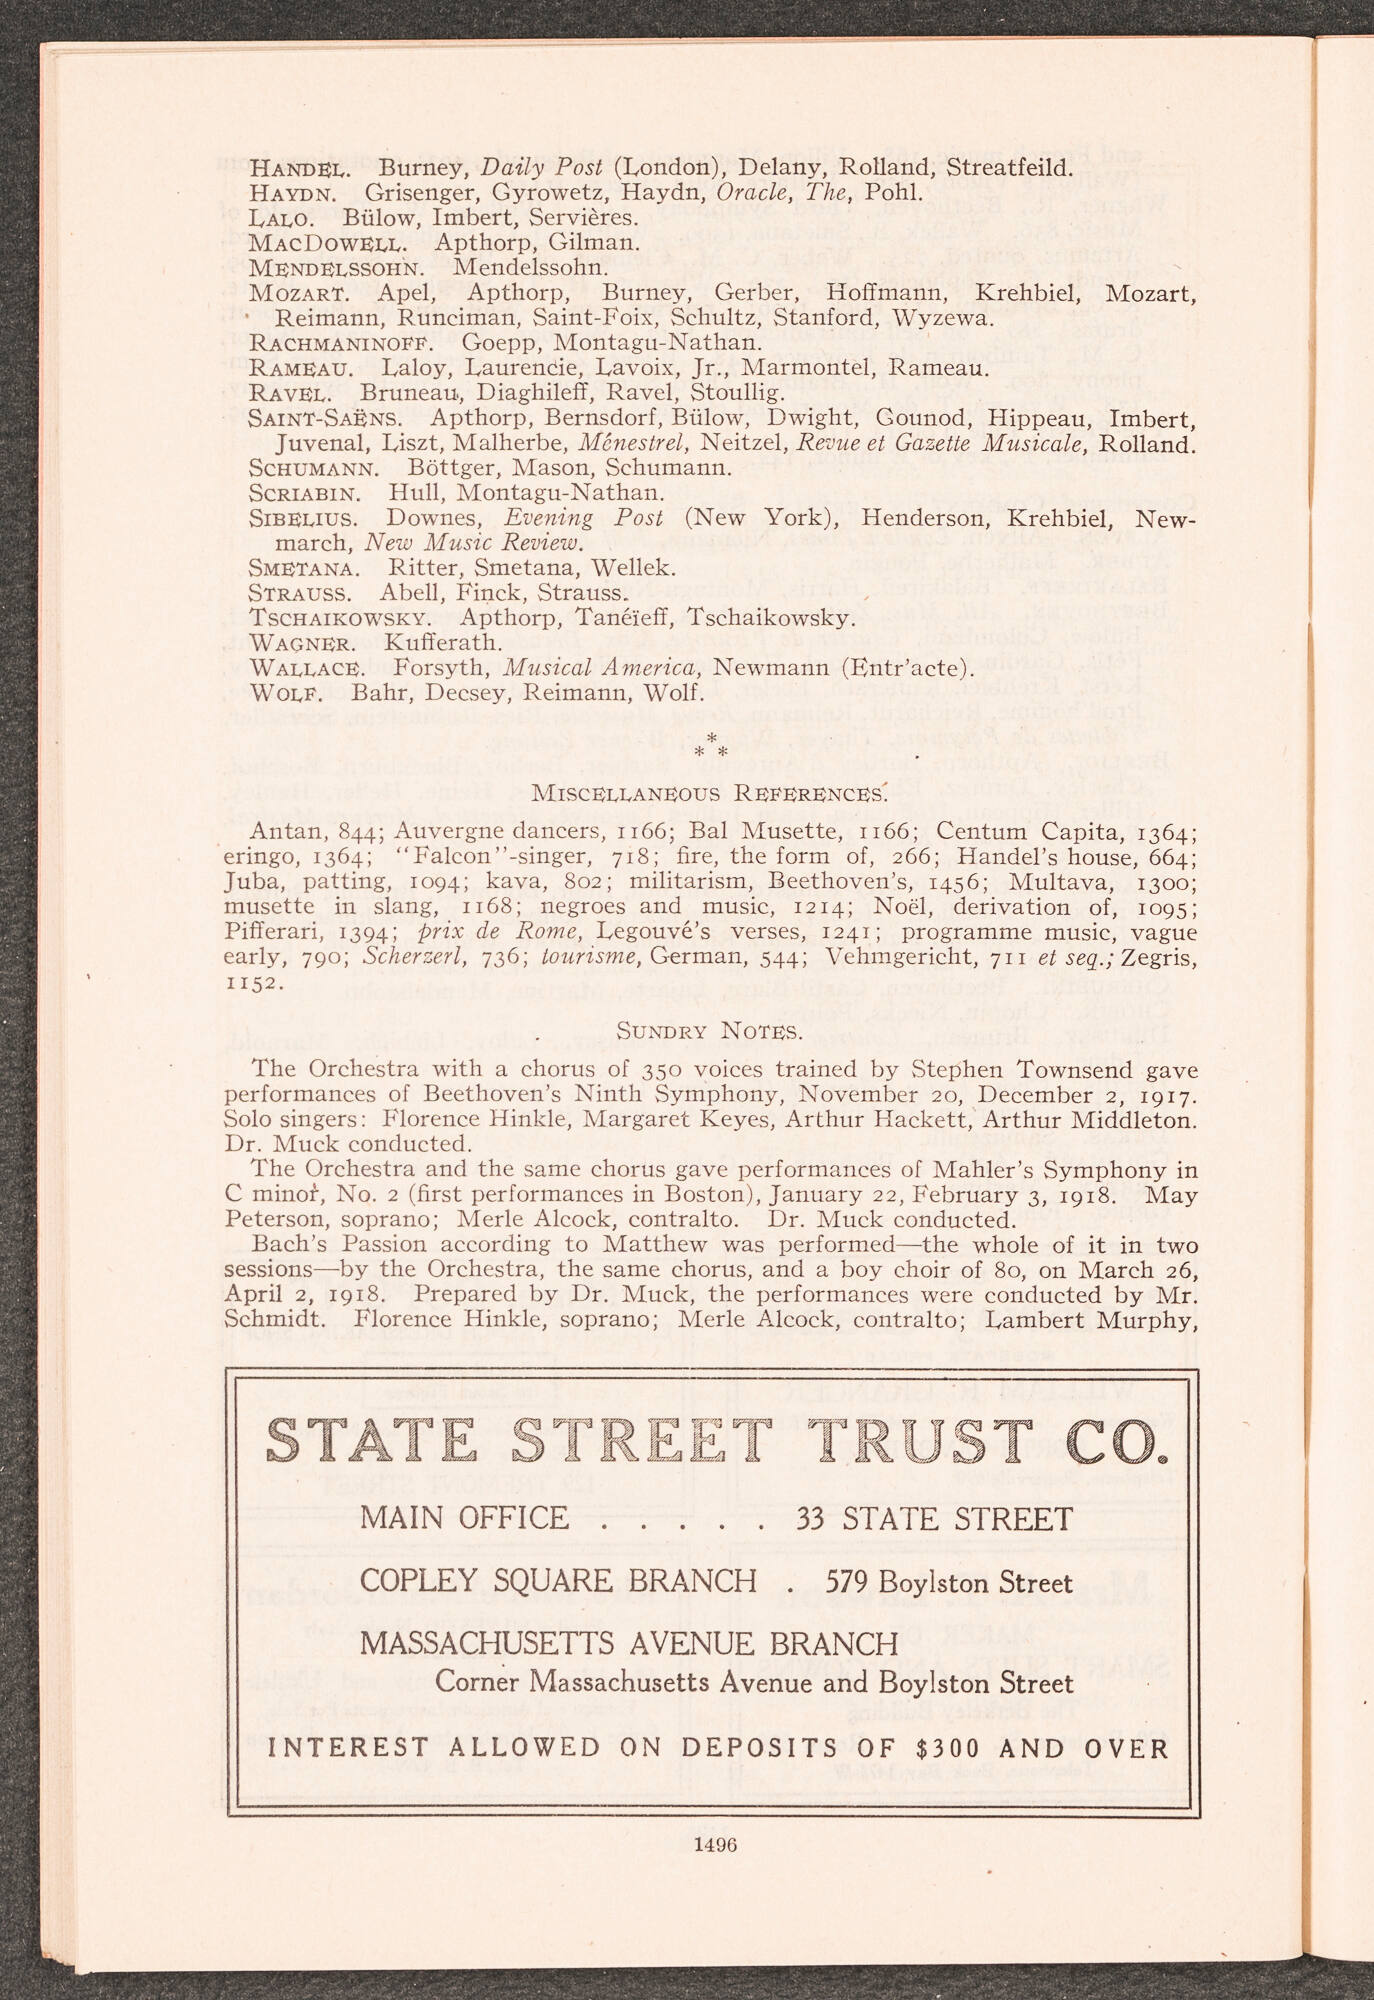 HANDEL. Burney, Daily Post (London), Delany, Rolland, Streatfeild.
HAYDN. Grisenger, Gyrowetz, Haydn, Oracle, The, Pohl.
LALO. Bülow, Imbert, Servières.
MACDOWELL. Apthorp, Gilman.
MENDELSSOHN. Mendelssohn.
MOZART. Apel, Apthorp, Burney, Gerber, Hoffmann, Krehbiel, Mozart,
Reimann, Runciman, Saint-Foix, Schultz, Stanford, Wyzewa.
RACHMANINOFF. Goepp, Montagu-Nathan.
RAMEAU. Laloy, Laurencie, Lavoix, Jr., Marmontel, Rameau.
RAVEL. Bruneau, Diaghileff, Ravel, Stoullig.
SAINT-SAËNS. Apthorp, Bernsdorf, Bülow, Dwight, Gounod, Hippeau, Imbert,
Juvenal, Liszt, Malherbe, Ménestrel, Neitzel, Revue et Gazette Musicale, Rolland.
SCHUMANN. Böttger, Mason, Schumann.
SCRIABIN. Hull, Montagu-Nathan.
SIBELIUS. Downes, Evening Post (New York), Henderson, Krehbiel, New-
march, New Music Review.
SMETANA. Ritter, Smetana, Wellek.
STRAUSS. Abell, Finck, Strauss.
TSCHAIKOWSKY. Apthorp, Tanéïeff, Tschaikowsky.
WAGNER. Kufferath.
WALLACE. Forsyth, Musical America, Newmann (Entr'acte).
WOLF. Bahr, Decsey, Reimann, Wolf.
*
* *
MISCELLANEOUS REFERENCES.
Antan, 844; Auvergne dancers, 1166; Bal Musette, 1166; Centum Capita, 1364;
eringo, 1364; "Falcon"-singer, 718; fire, the form of, 266; Handel's house, 664;
Juba, patting, 1094; kava, 802; militarism, Beethoven's, 1456; Multava, 1300;
musette in slang, 1168; negroes and music, 1214; Noël, derivation of, 1095;
Pifferari, 1394; prix de Rome, Legouvé's verses, 1241; programme music, vague
early, 790; Scherzerl, 736; tourisme, German, 544; Vehmgericht, 711 et seq.; Zegris,
1152.
SUNDRY NOTES.
The Orchestra with a chorus of 350 voices trained by Stephen Townsend gave
performances of Beethoven's Ninth Symphony, November 20, December 2, 1917.
Solo singers: Florence Hinkle, Margaret Keyes, Arthur Hackett, Arthur Middleton.
Dr. Muck conducted.
The Orchestra and the same chorus gave performances of Mahler's Symphony in
C minor, No. 2 (first performances in Boston), January 22, February 3, 1918. May
Peterson, soprano; Merle Alcock, contralto. Dr. Muck conducted.
Bach's Passion according to Matthew was performed—the whole of it in two
sessions—by the Orchestra, the same chorus, and a boy choir of 80, on March 26,
April 2, 1918. Prepared by Dr. Muck, the performances were conducted by Mr.
Schmidt. Florence Hinkle, soprano; Merle Alcock, contralto; Lambert Murphy,
STATE STREET TRUST CO.
MAIN OFFICE . . . . . 33 STATE STREET
COPLEY SQUARE BRANCH . 579 Boylston Street
MASSACHUSETTS AVENUE BRANCH
Corner Massachusetts Avenue and Boylston Street
INTEREST ALLOWED ON DEPOSITS OF $300 AND OVER
1496